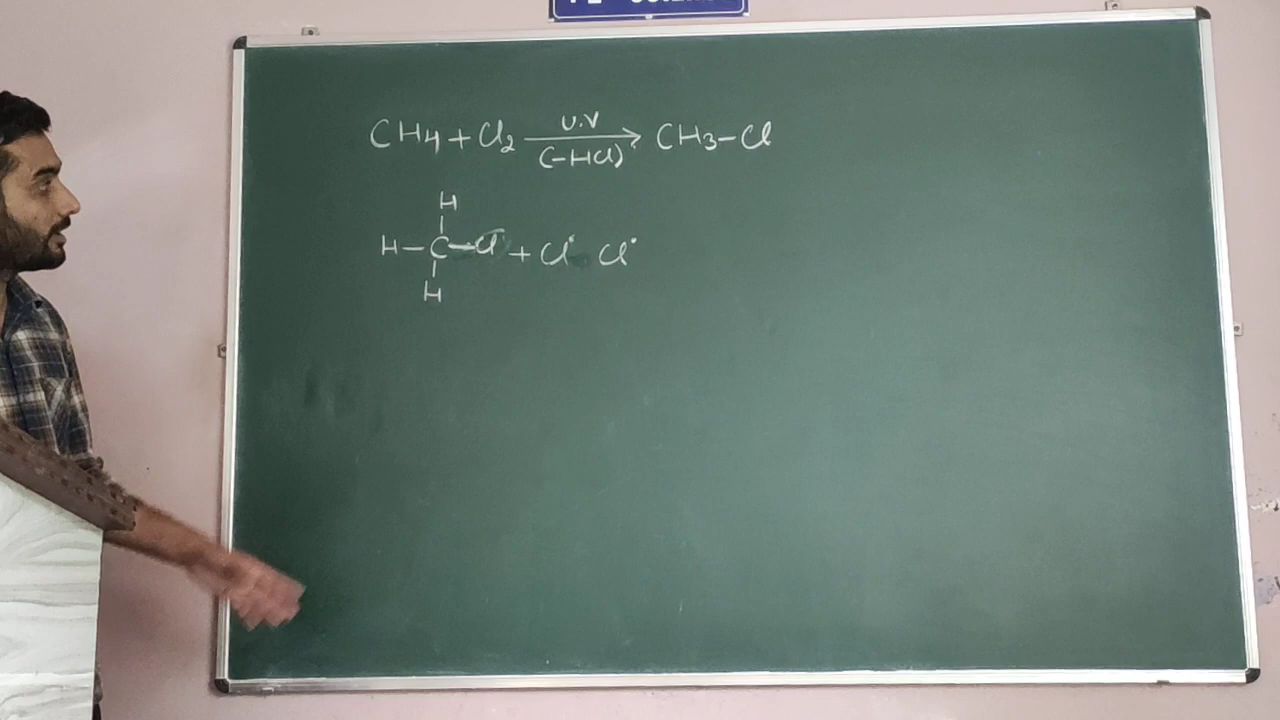 CH4 + Cl2 U.V (-HCl) → CH3-Cl
H
H-C-Cl + Cl• Cl•
H